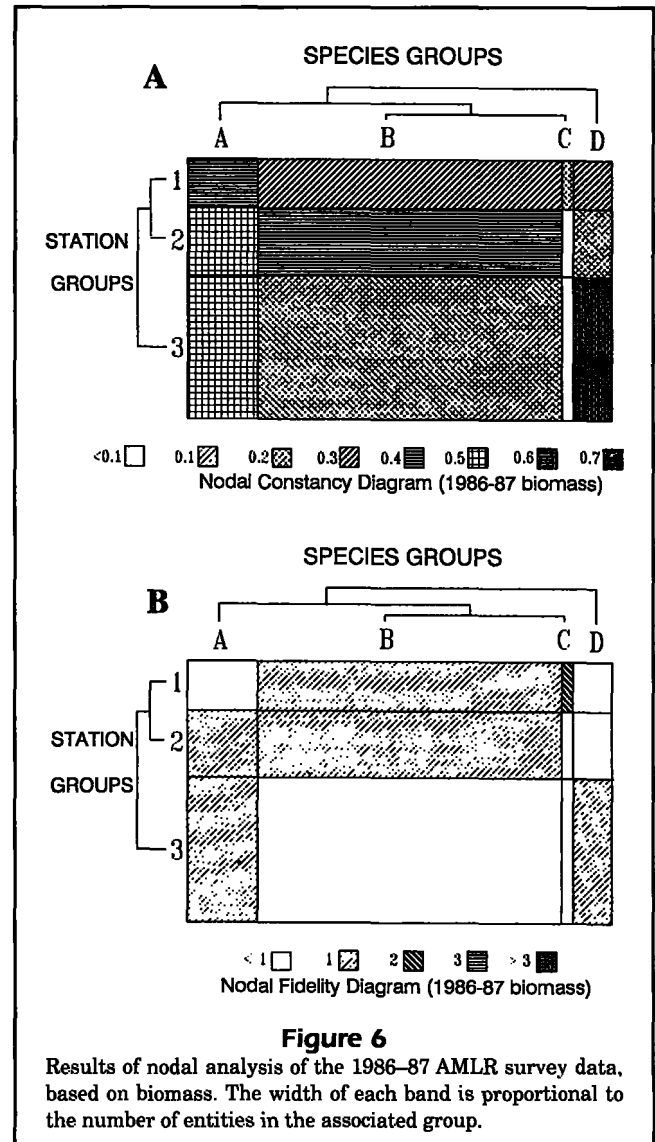 A
SPECIES GROUPS
A B C D
1
STATION 2
GROUPS
3
<0.1 0.1 0.2 0.3 0.4 0.5 0.6 0.7
Nodal Constancy Diagram (1986-87 biomass)
SPECIES GROUPS
B
A B C D
1
STATION 2
GROUPS
3
< 1 1 2 3 > 3
Nodal Fidelity Diagram (1986-87 biomass)
Figure 6
Results of nodal analysis of the 1986–87 AMLR survey data,
based on biomass. The width of each band is proportional to
the number of entities in the associated group.